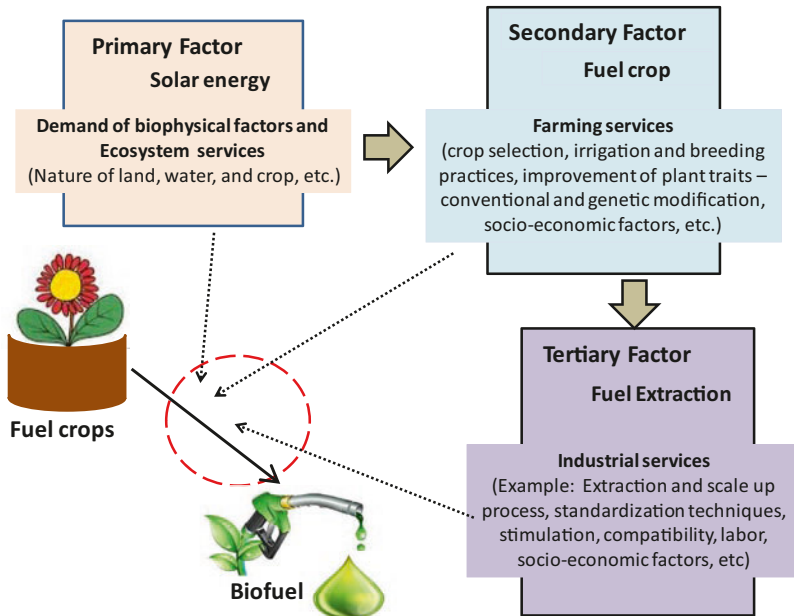 Primary Factor
Solar energy
Demand of biophysical factors and
Ecosystem services
(Nature of land, water, and crop, etc.)
Secondary Factor
Fuel crop
Farming services
(crop selection, irrigation and breeding
practices, improvement of plant traits –
conventional and genetic modification,
socio-economic factors, etc.)
Tertiary Factor
Fuel Extraction
Industrial services
(Example: Extraction and scale up
process, standardization techniques,
stimulation, compatibility, labor,
socio-economic factors, etc)
Fuel crops
Biofuel